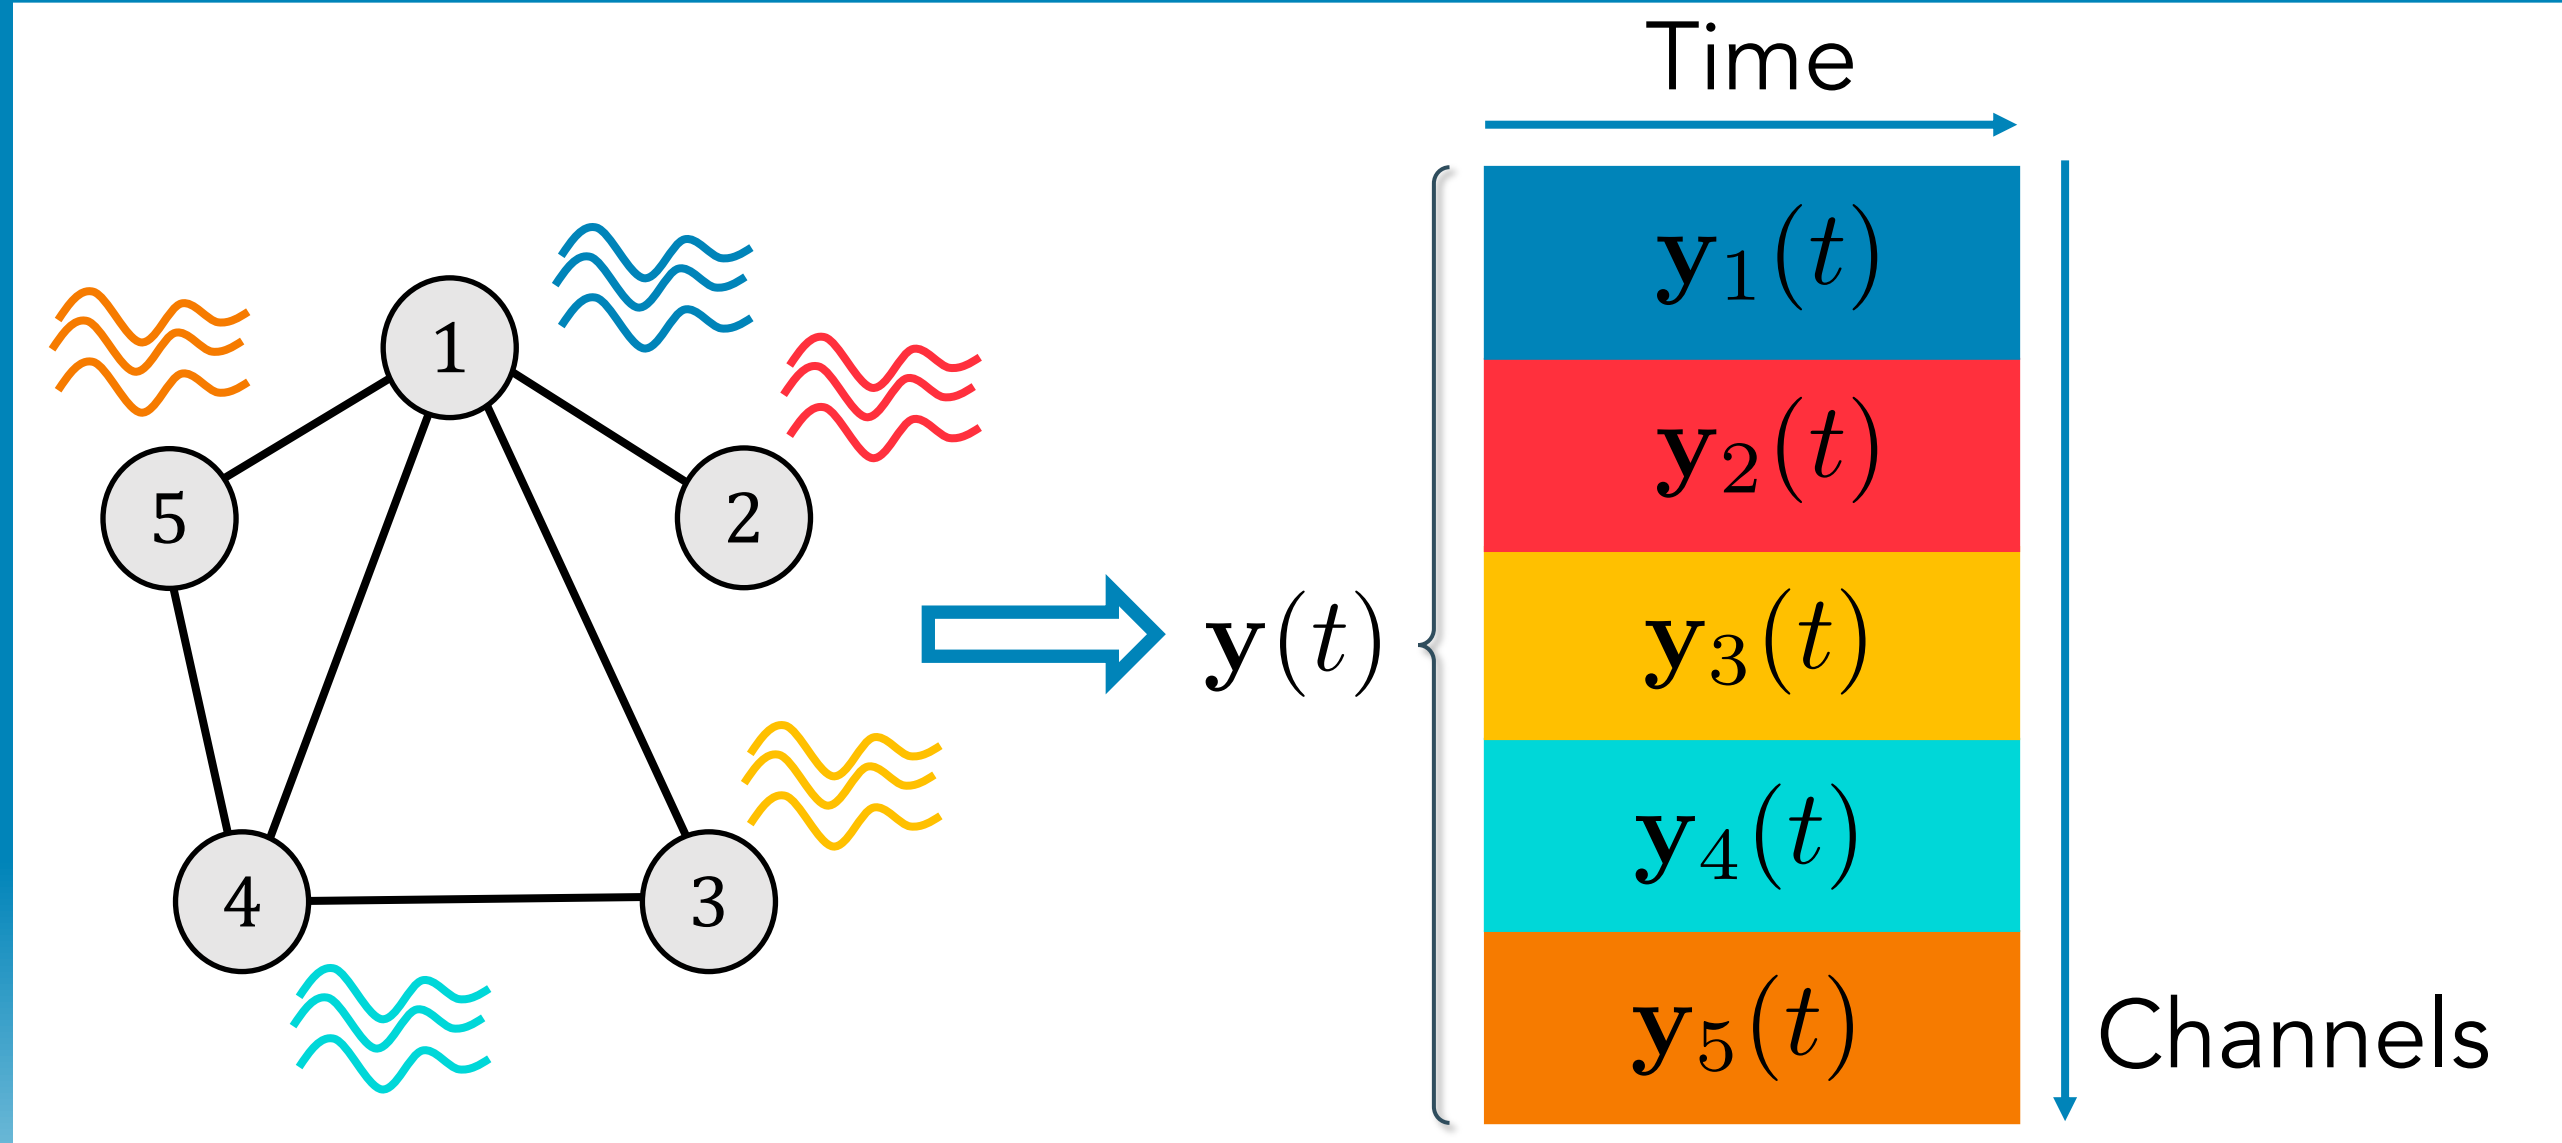 Time
1
5
2
4
3
𝐲(t)
𝐲₁(t)
𝐲₂(t)
𝐲₃(t)
𝐲₄(t)
𝐲₅(t)
Channels